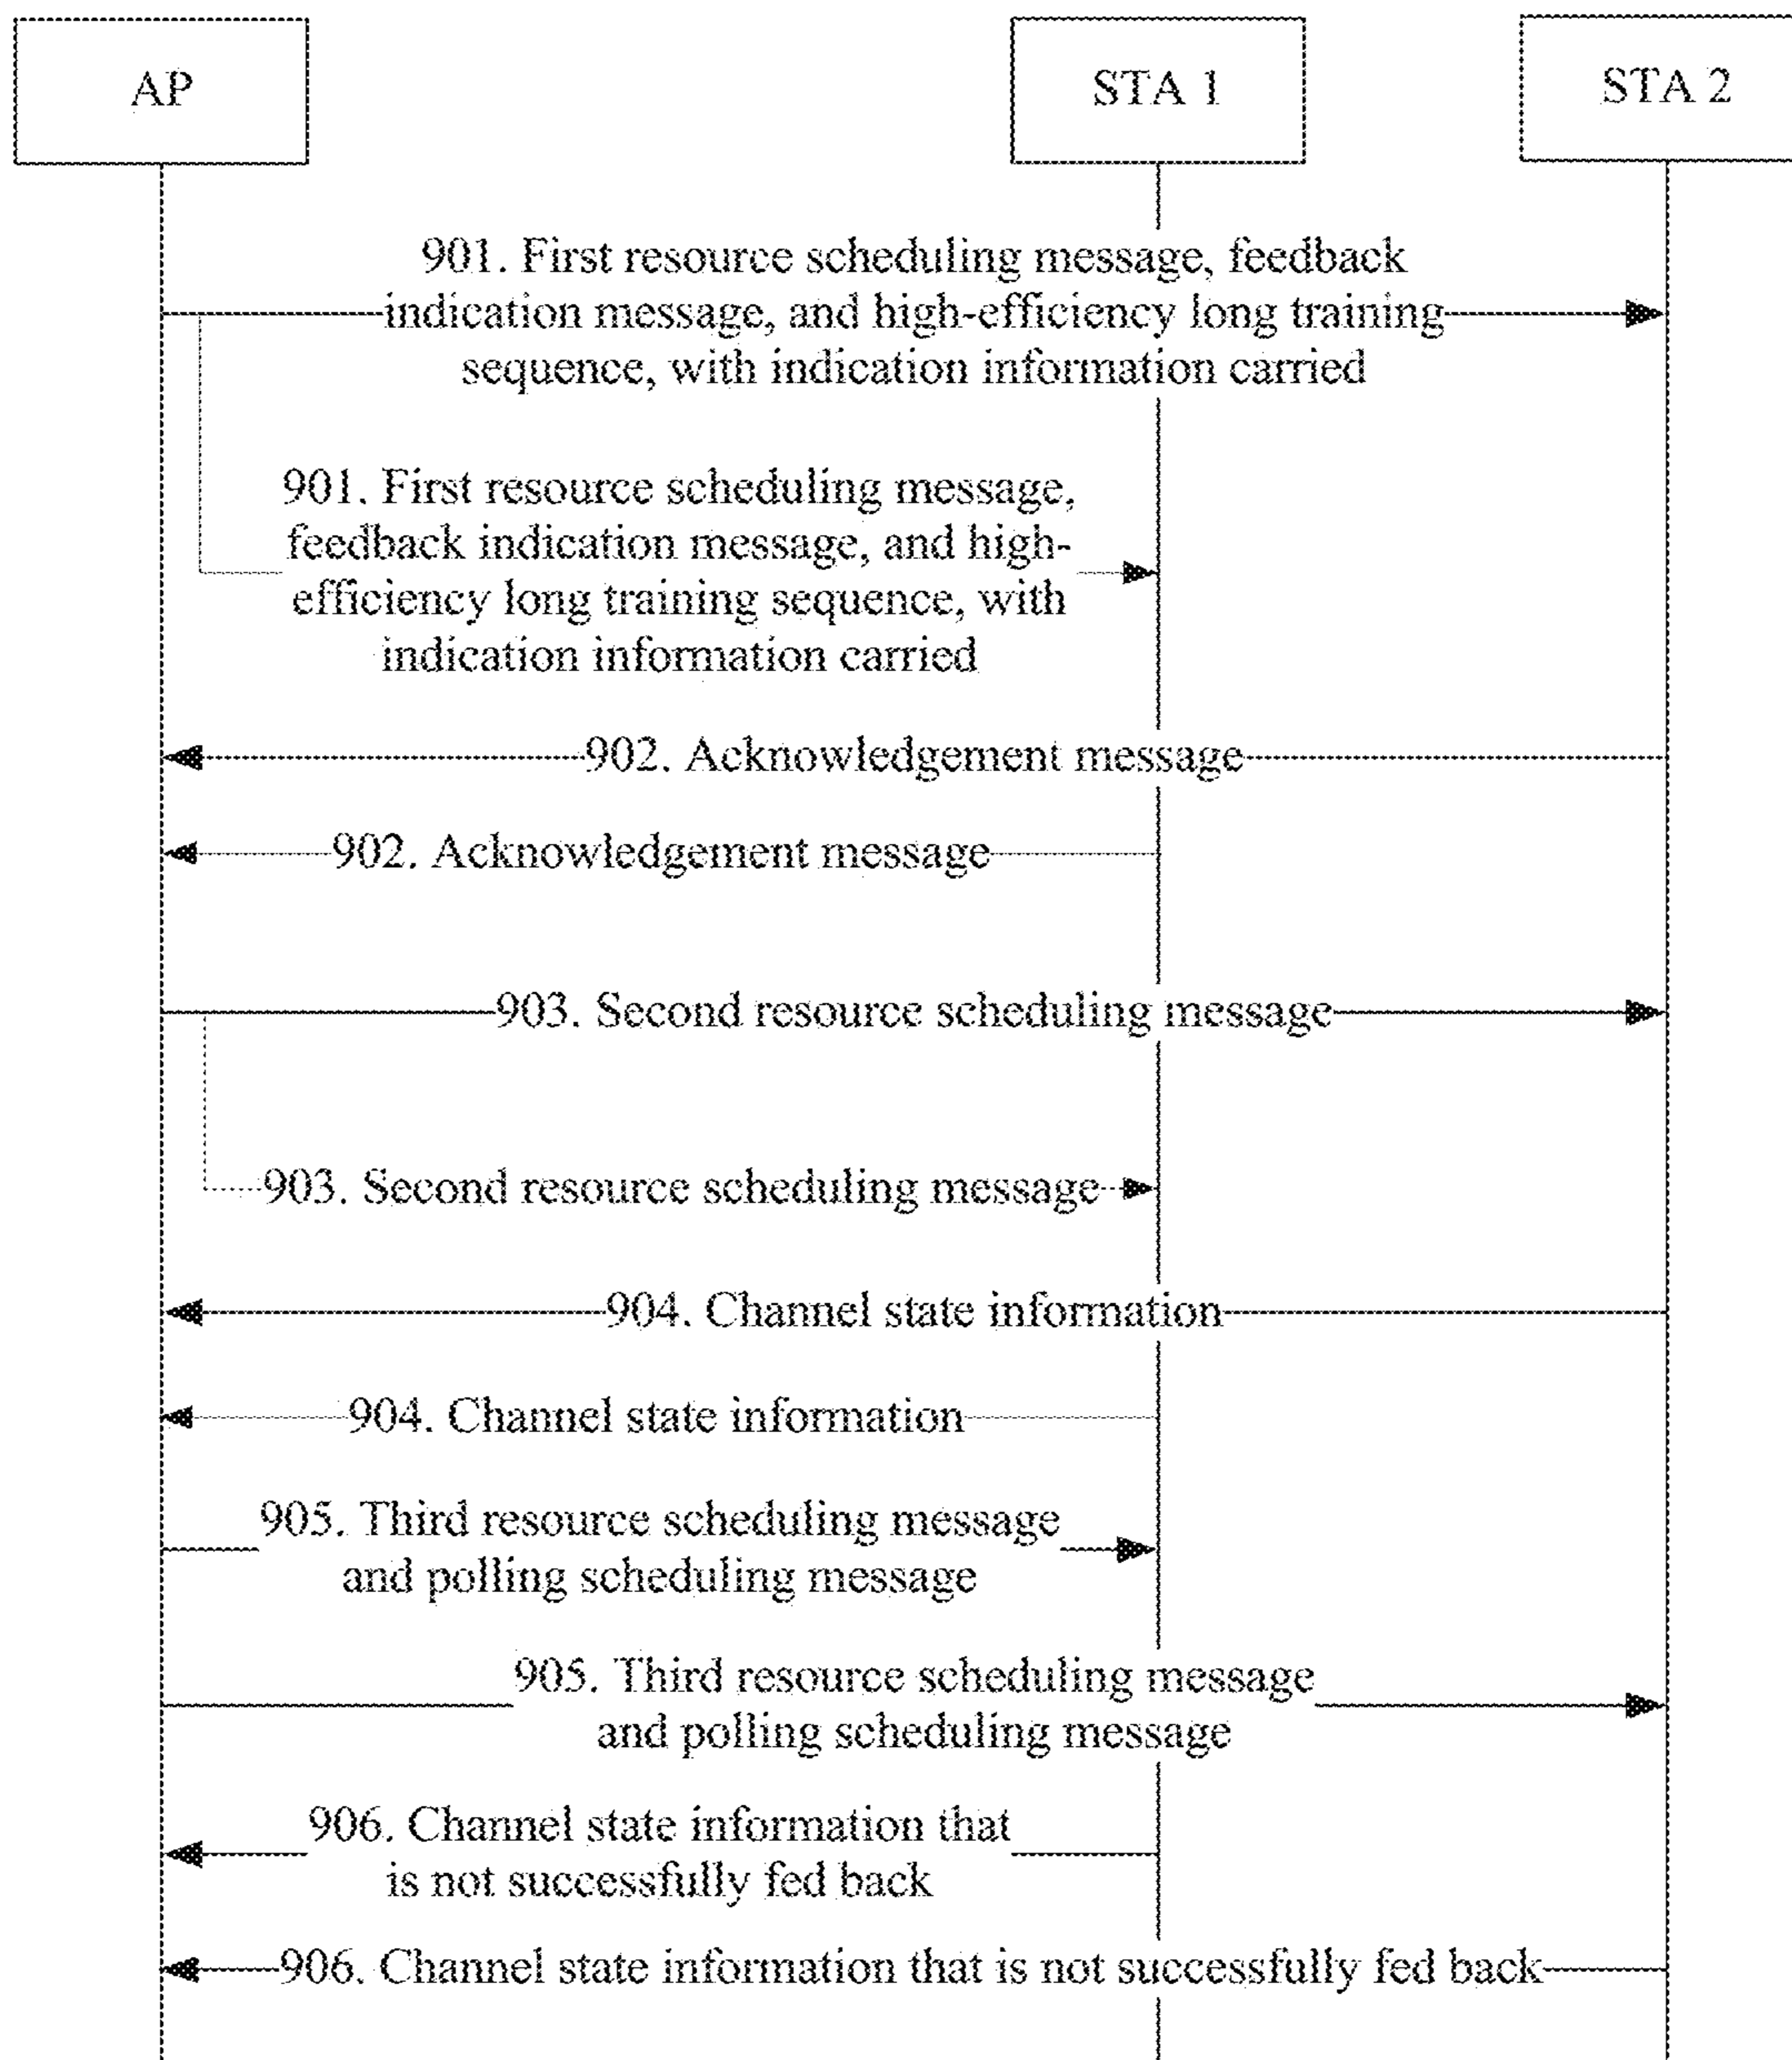 AP
STA 1
STA 2
901. First resource scheduling message, feedback
indication message, and high-efficiency long training
sequence, with indication information carried
901. First resource scheduling message,
feedback indication message, and high-
efficiency long training sequence, with
indication information carried
902. Acknowledgement message
902. Acknowledgement message
903. Second resource scheduling message
903. Second resource scheduling message
904. Channel state information
904. Channel state information
905. Third resource scheduling message
and polling scheduling message
905. Third resource scheduling message
and polling scheduling message
906. Channel state information that
is not successfully fed back
906. Channel state information that is not successfully fed back